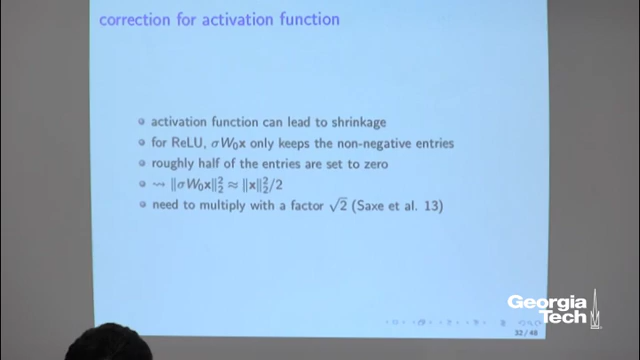 correction for activation function
activation function can lead to shrinkage
for ReLU, σW₀x only keeps the non-negative entries
roughly half of the entries are set to zero
⇝ ‖σW₀x‖₂² ≈ ‖x‖₂²/2
need to multiply with a factor √2 (Saxe et al. 13)
Georgia
Tech
32/48